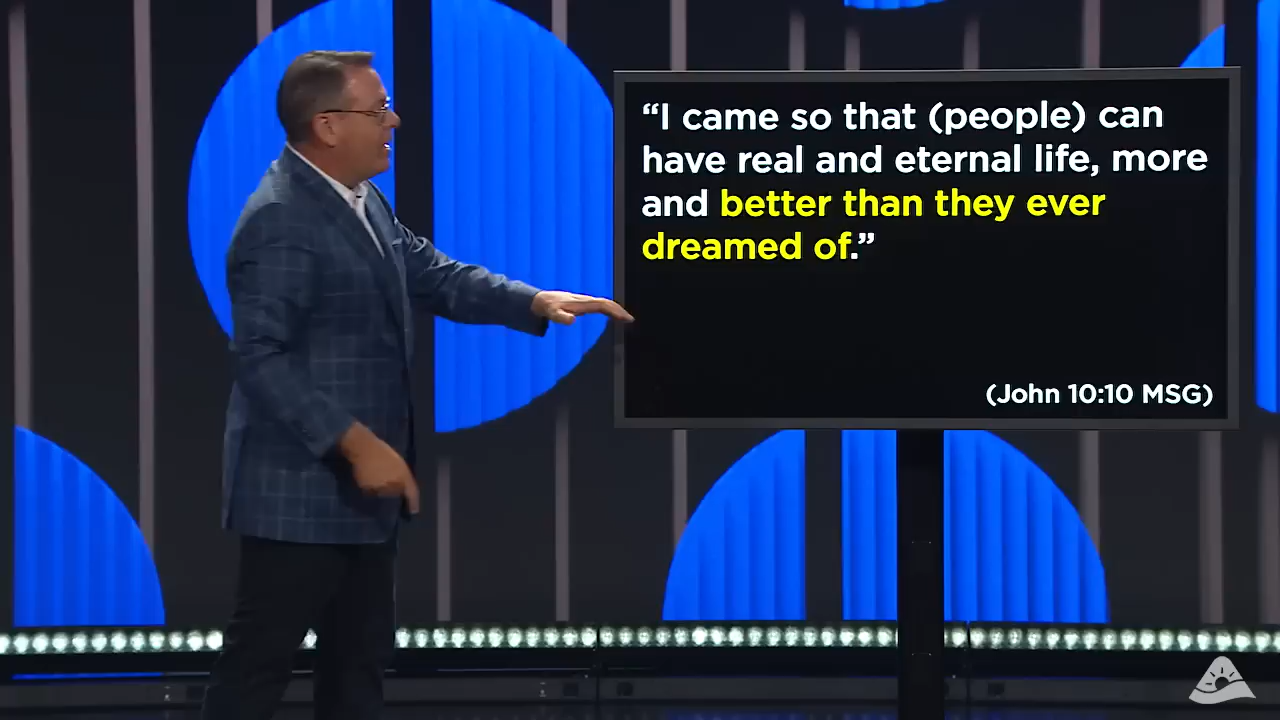 “I came so that (people) can
have real and eternal life, more
and better than they ever
dreamed of.”
(John 10:10 MSG)